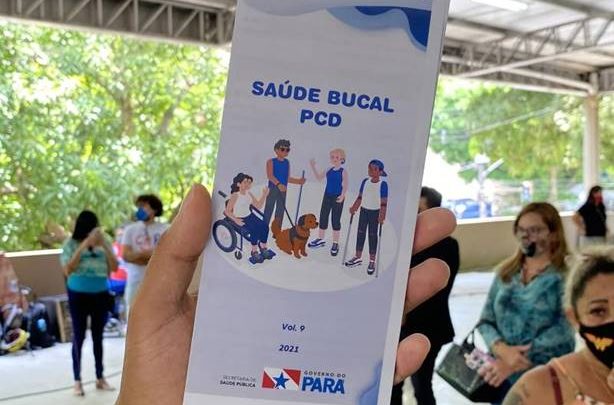 SAÚDE BUCAL
PCD
Vol. 9
2021
SECRETARIA DE
SAÚDE PÚBLICA
GOVERNO DO
PARÁ